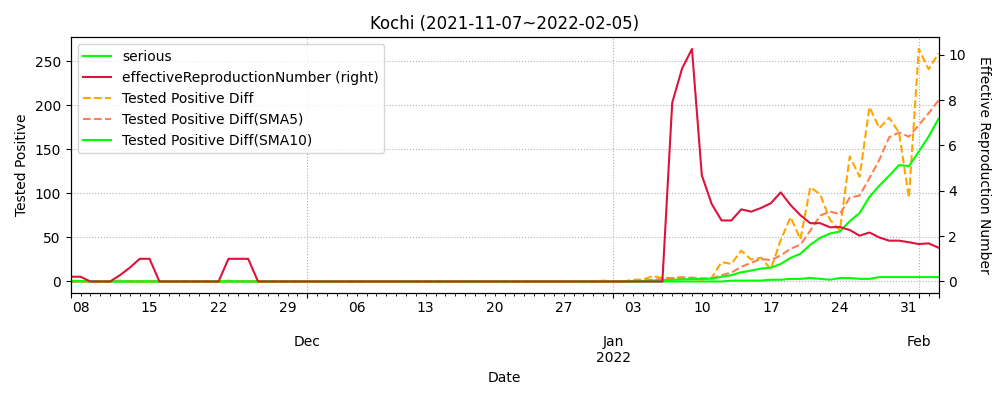 Kochi (2021-11-07~2022-02-05)
serious
effectiveReproductionNumber (right)
Tested Positive Diff
Tested Positive Diff(SMA5)
Tested Positive Diff(SMA10)
Tested Positive
250
200
150
100
50
0
10
8
6
4
2
0
Effective Reproduction Number
08 15 22 29 06 13 20 27 03 10 17 24 31
Dec Jan Feb
2022
Date